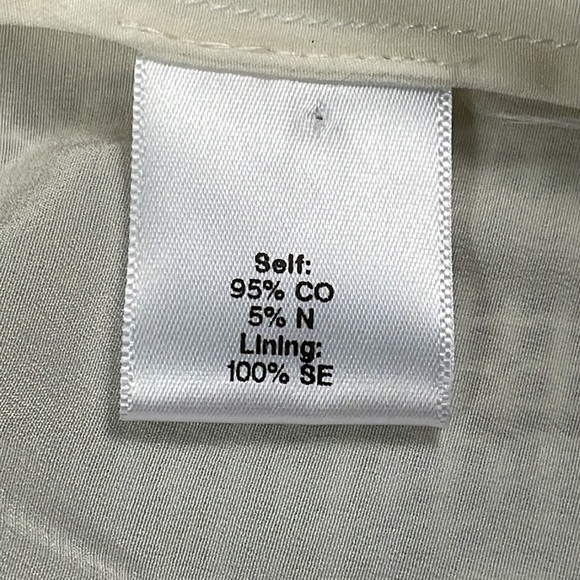 Self:
95% CO
5% N
Lining:
100% SE